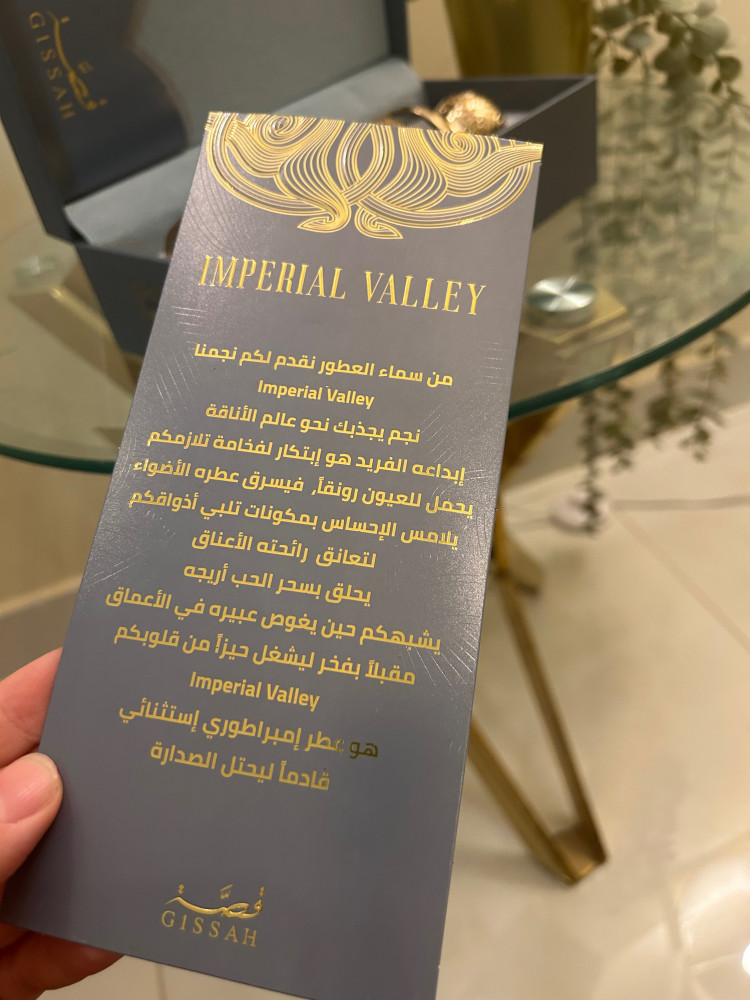 قصّة
GISSAH
IMPERIAL VALLEY
من سماء العطور نقدم لكم نجمنا
Imperial Valley
نجم يجذبك نحو عالم الأناقة
إبداعه الفريد هو إبتكار لفخامة تلازمكم
يحمل للعيون رونقاً, فيسرق عطره الأضواء
يلامس الإحساس بمكونات تلبي أذواقكم
لتعانق رائحته الأعناق
يحلق بسحر الحب أريجه
يشبهكم حين يغوص عبيره في الأعماق
مقبلاً بفخر ليشغل حيزاً من قلوبكم
Imperial Valley
هو عطر إمبراطوري إستثنائي
قادماً ليحتل الصدارة
قصّة
GISSAH